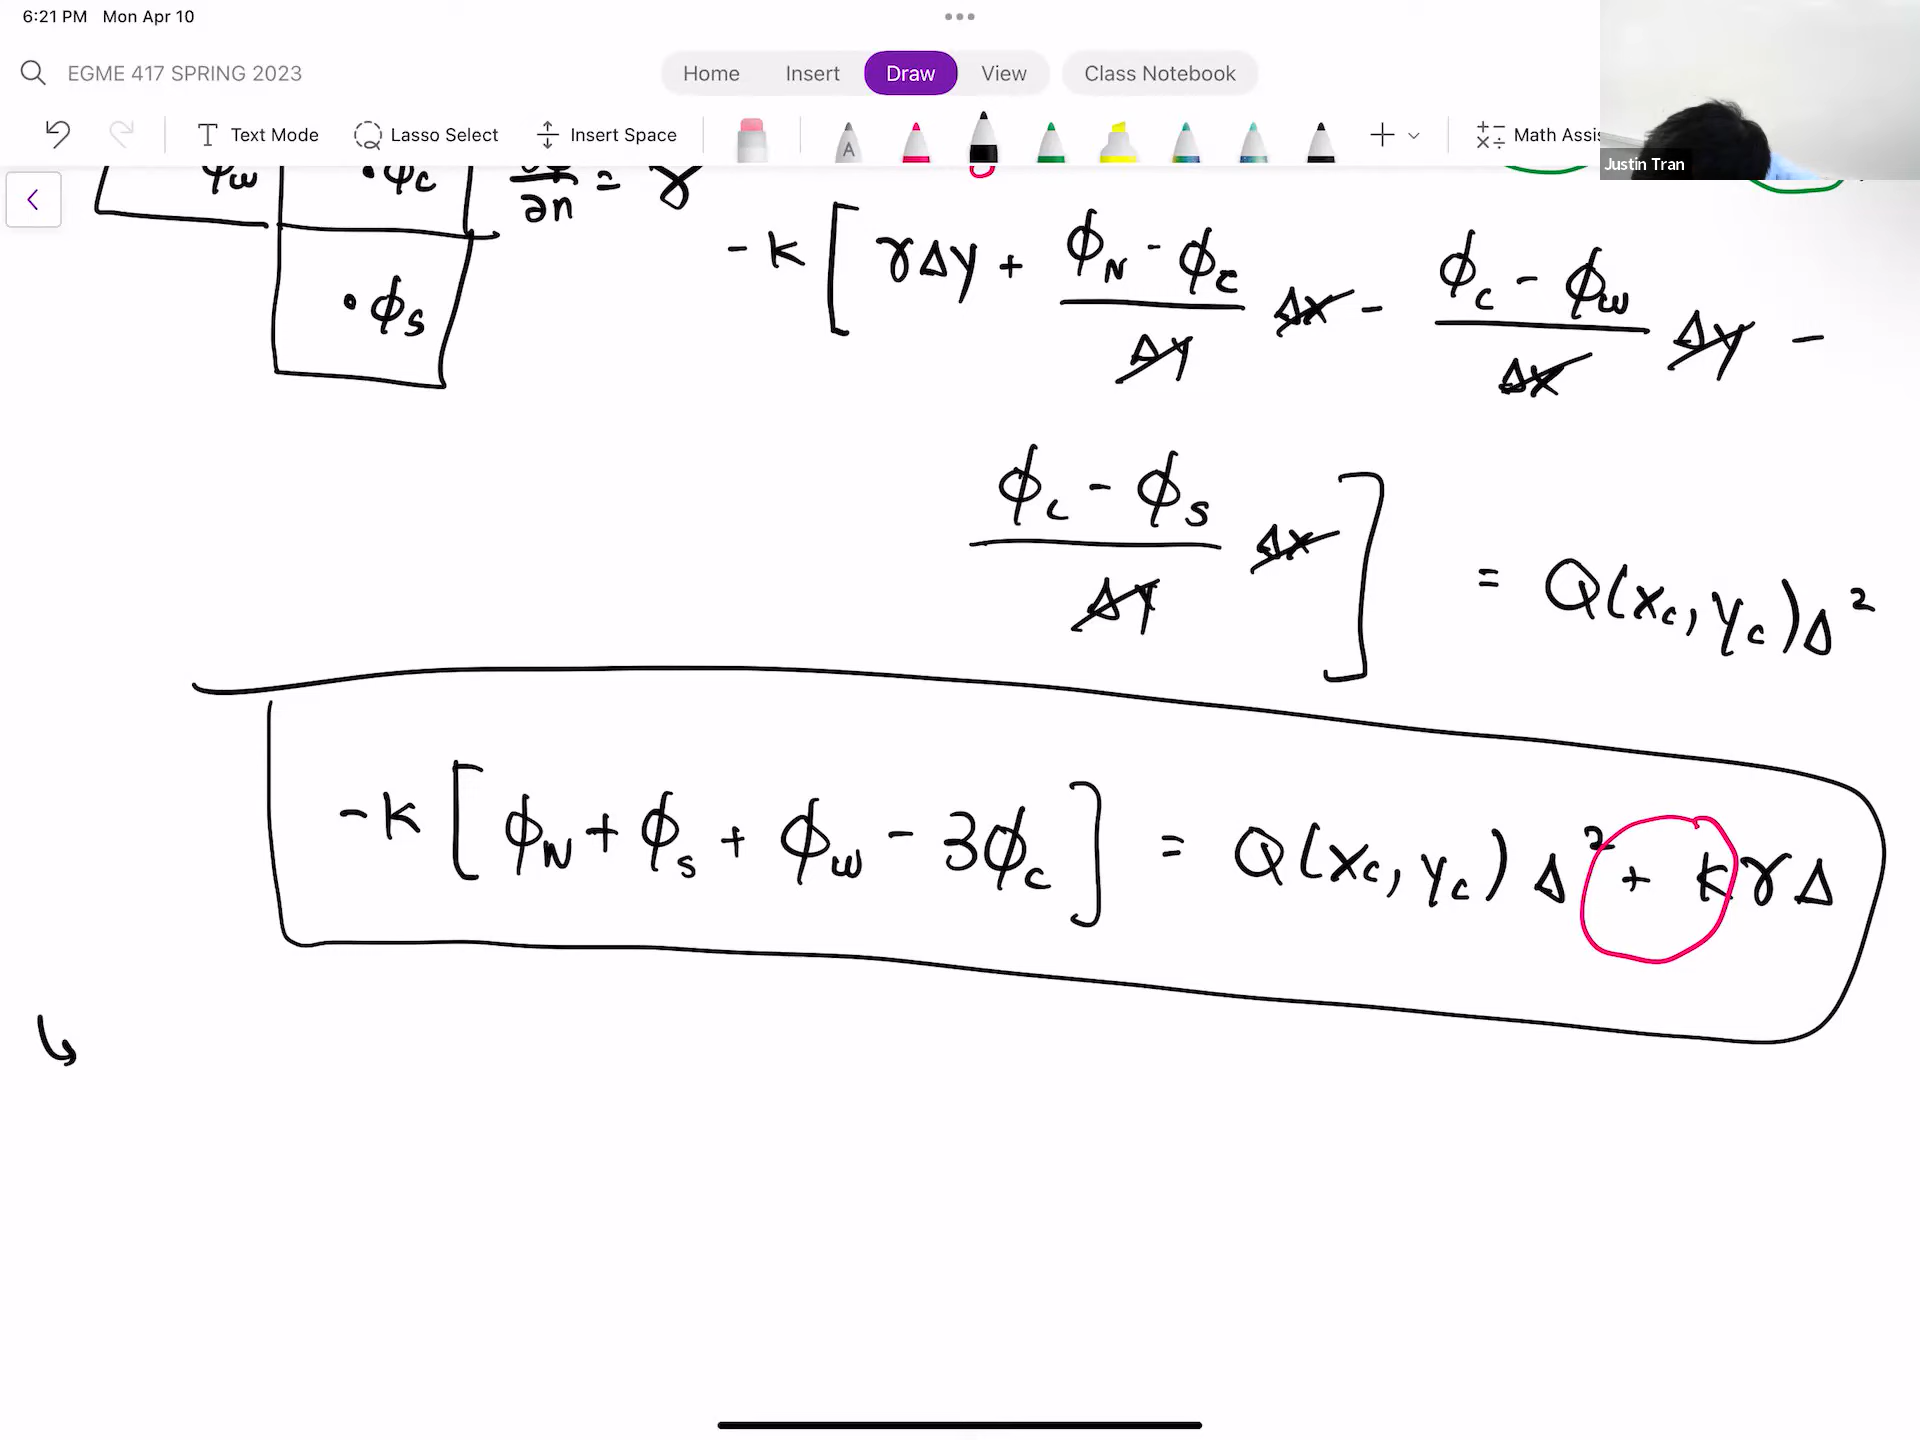 6:21 PM Mon Apr 10
EGME 417 SPRING 2023
Home Insert Draw View Class Notebook
Text Mode Lasso Select Insert Space A Math Assis
Justin Tran
φw · φc ∂n = γ
-k [ γΔy + φN - φc / Δy Δx - φc - φw / Δx Δy -
· φs
φc - φs / Δy Δx ] = Q(xc, yc)Δ²
-k [ φN + φs + φw - 3φc ] = Q(xc, yc) Δ² + kγΔ